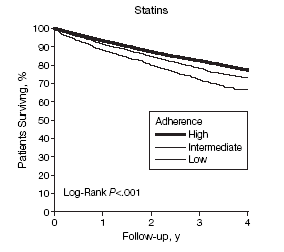 Statins
100
90
80
70
60
50
40
30
20
10
0
Patients Survivng, %
Adherence
High
Intermediate
Low
Log-Rank P<.001
0 1 2 3 4
Follow-up, y